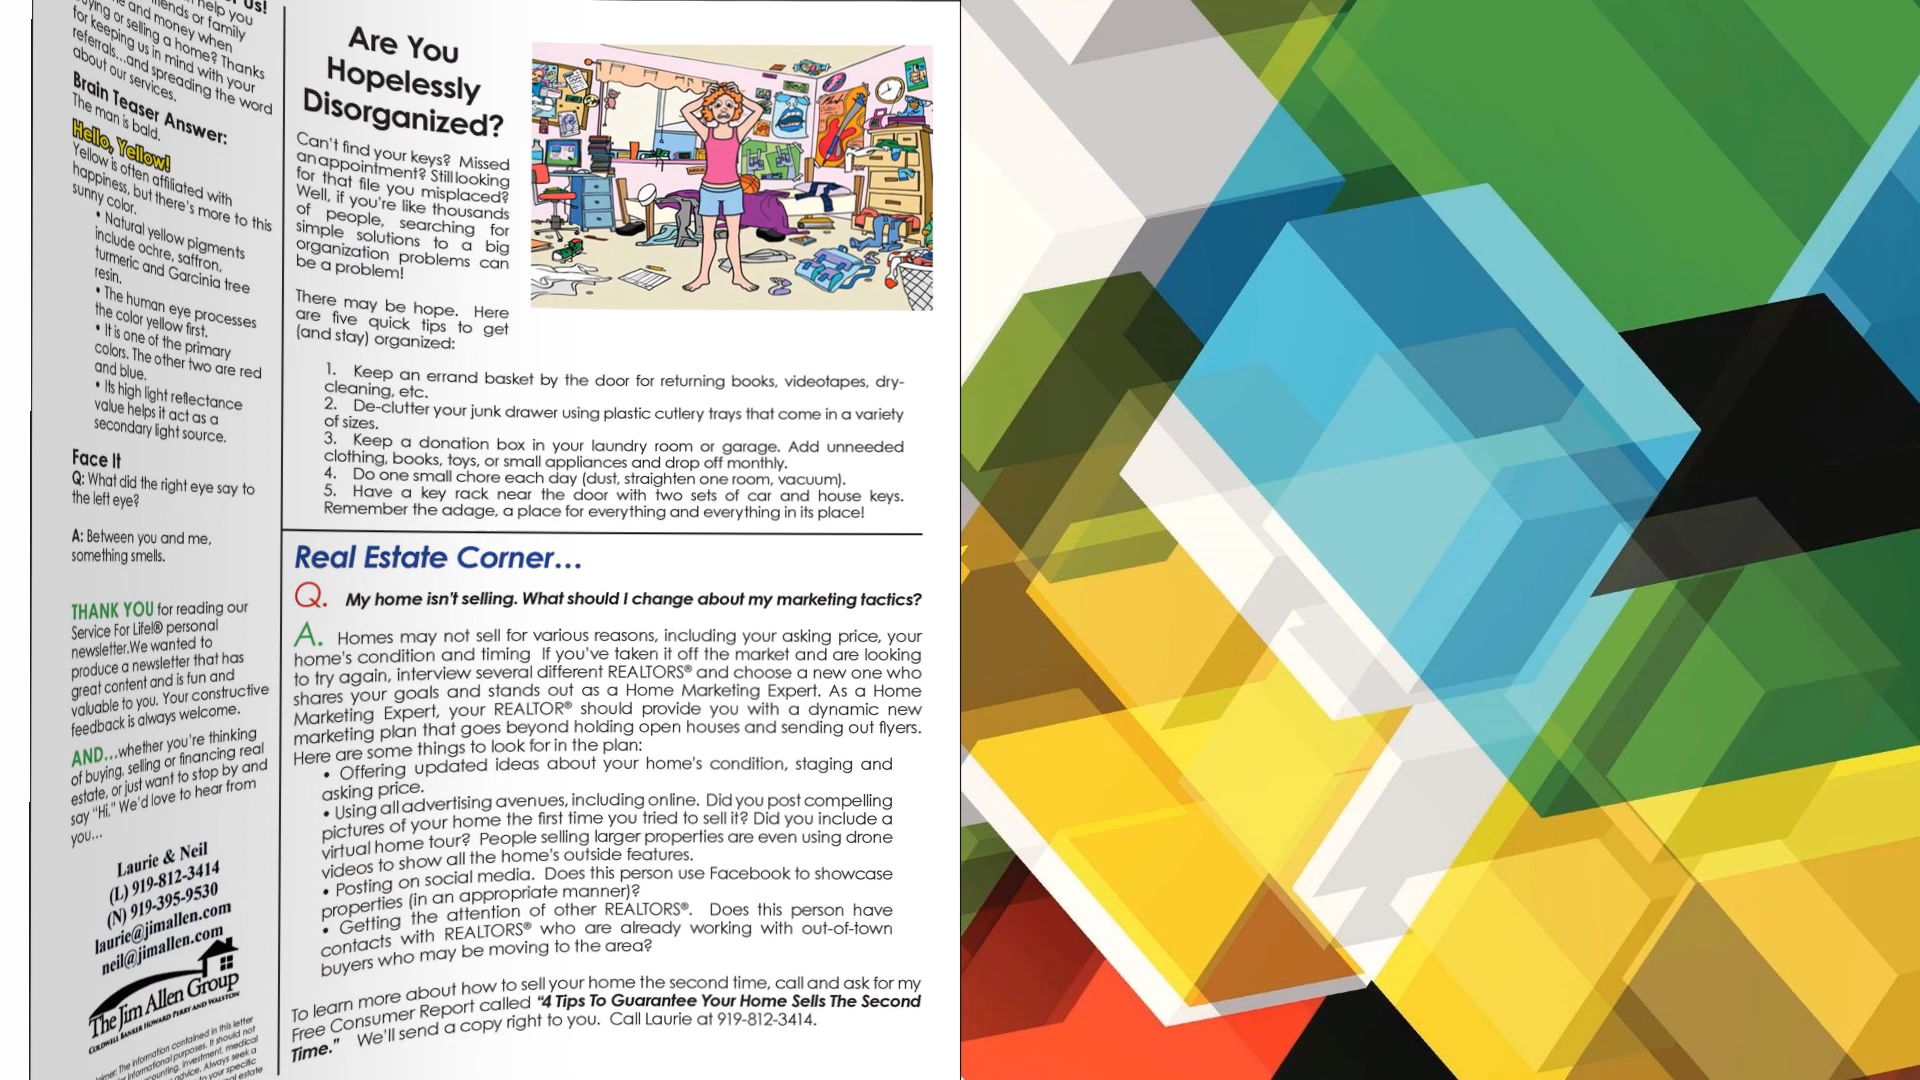 Us!
help you
friends or family
and money when
buying or selling a home? Thanks
for keeping us in mind with your
referrals...and spreading the word
about our services.
Brain Teaser Answer:
The man is bald.
Hello, Yellow!
Yellow is often affiliated with
happiness, but there's more to this
sunny color.
• Natural yellow pigments
include ochre, saffron,
turmeric and Garcinia tree
resin.
• The human eye processes
the color yellow first.
• It is one of the primary
colors. The other two are red
and blue.
• Its high light reflectance
value helps it act as a
secondary light source.
Face It
Q: What did the right eye say to
the left eye?
A: Between you and me,
something smells.
THANK YOU for reading our
Service For Life!® personal
newsletter.We wanted to
produce a newsletter that has
great content and is fun and
valuable to you. Your constructive
feedback is always welcome.
AND...whether you're thinking
of buying, selling or financing real
estate, or just want to stop by and
say "Hi," We'd love to hear from
you...
Laurie & Neil
(L) 919-812-3414
(N) 919-395-9530
laurie@jimallen.com
neil@jimallen.com
The Jim Allen Group
COLDWELL BANKER HOWARD PERRY AND WALSTON
The information contained in this letter
informational purposes. It should not
accounting, investment, medical
advice. Always seek a
to your specific
real estate
Are You
Hopelessly
Disorganized?
Can't find your keys? Missed
an appointment? Still looking
for that file you misplaced?
Well, if you're like thousands
of people, searching for
simple solutions to a big
organization problems can
be a problem!
There may be hope. Here
are five quick tips to get
(and stay) organized:
1. Keep an errand basket by the door for returning books, videotapes, dry-
cleaning, etc.
2. De-clutter your junk drawer using plastic cutlery trays that come in a variety
of sizes.
3. Keep a donation box in your laundry room or garage. Add unneeded
clothing, books, toys, or small appliances and drop off monthly.
4. Do one small chore each day (dust, straighten one room, vacuum).
5. Have a key rack near the door with two sets of car and house keys.
Remember the adage, a place for everything and everything in its place!
Real Estate Corner...
Q. My home isn't selling. What should I change about my marketing tactics?
A. Homes may not sell for various reasons, including your asking price, your
home's condition and timing If you've taken it off the market and are looking
to try again, interview several different REALTORS® and choose a new one who
shares your goals and stands out as a Home Marketing Expert. As a Home
Marketing Expert, your REALTOR® should provide you with a dynamic new
marketing plan that goes beyond holding open houses and sending out flyers.
Here are some things to look for in the plan:
• Offering updated ideas about your home's condition, staging and
asking price.
• Using all advertising avenues, including online. Did you post compelling
pictures of your home the first time you tried to sell it? Did you include a
virtual home tour? People selling larger properties are even using drone
videos to show all the home's outside features.
• Posting on social media. Does this person use Facebook to showcase
properties (in an appropriate manner)?
• Getting the attention of other REALTORS®. Does this person have
contacts with REALTORS® who are already working with out-of-town
buyers who may be moving to the area?
To learn more about how to sell your home the second time, call and ask for my
Free Consumer Report called "4 Tips To Guarantee Your Home Sells The Second
Time." We'll send a copy right to you. Call Laurie at 919-812-3414.